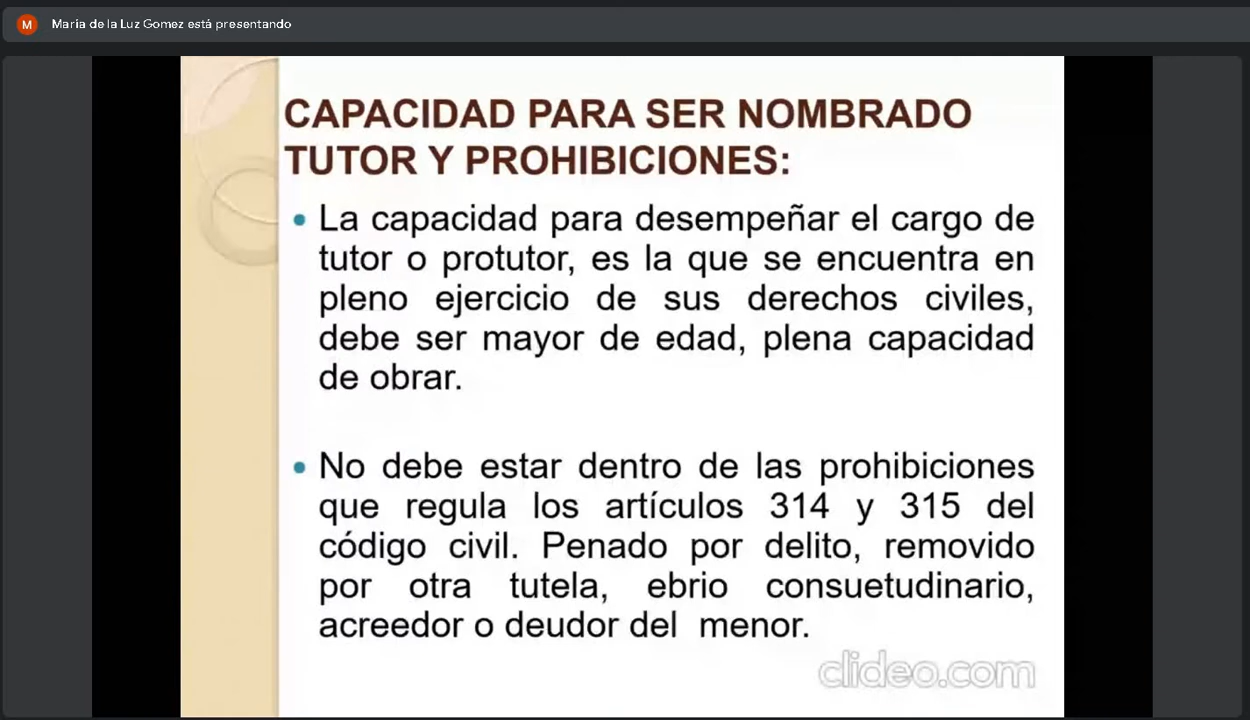 M
María de la Luz Gomez está presentando
CAPACIDAD PARA SER NOMBRADO
TUTOR Y PROHIBICIONES:
• La capacidad para desempeñar el cargo de
tutor o protutor, es la que se encuentra en
pleno ejercicio de sus derechos civiles,
debe ser mayor de edad, plena capacidad
de obrar.
• No debe estar dentro de las prohibiciones
que regula los artículos 314 y 315 del
código civil. Penado por delito, removido
por otra tutela, ebrio consuetudinario,
acreedor o deudor del menor.
clideo.com